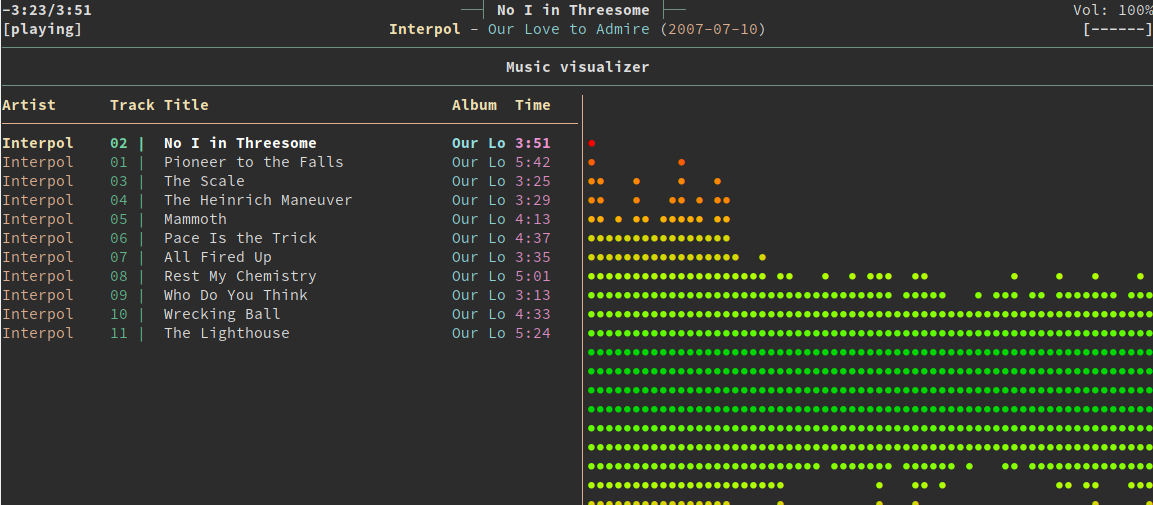 -3:23/3:51 No I in Threesome Vol: 100%
[playing] Interpol - Our Love to Admire (2007-07-10) [------]
Music visualizer
Artist Track Title Album Time
Interpol 02 | No I in Threesome Our Lo 3:51
Interpol 01 | Pioneer to the Falls Our Lo 5:42
Interpol 03 | The Scale Our Lo 3:25
Interpol 04 | The Heinrich Maneuver Our Lo 3:29
Interpol 05 | Mammoth Our Lo 4:13
Interpol 06 | Pace Is the Trick Our Lo 4:37
Interpol 07 | All Fired Up Our Lo 3:35
Interpol 08 | Rest My Chemistry Our Lo 5:01
Interpol 09 | Who Do You Think Our Lo 3:13
Interpol 10 | Wrecking Ball Our Lo 4:33
Interpol 11 | The Lighthouse Our Lo 5:24